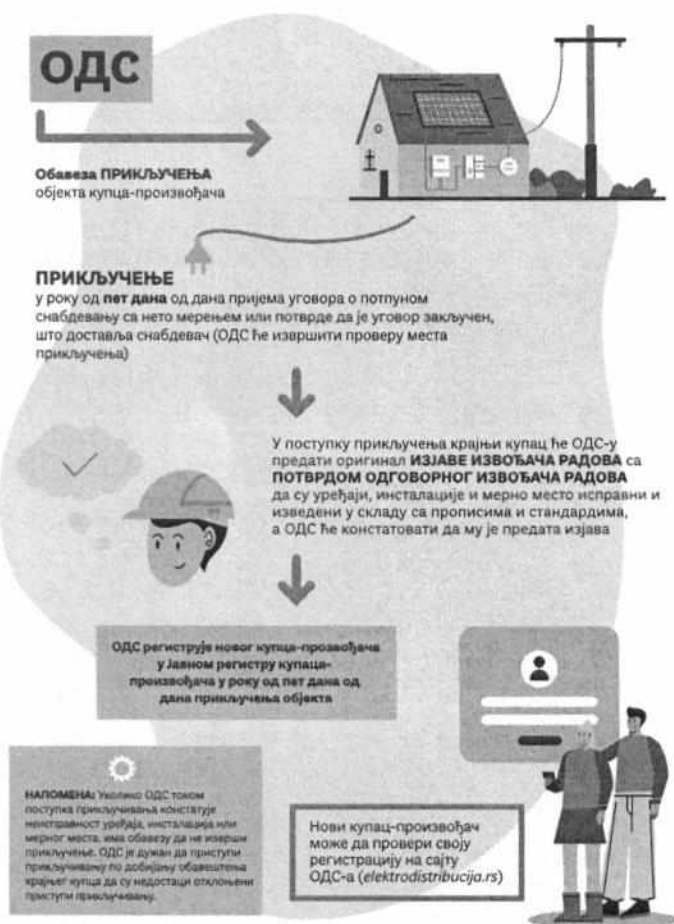 ОДС
Обавеза ПРИКЉУЧЕЊА
објекта купца-произвођача
ПРИКЉУЧЕЊЕ
у року од пет дана од дана пријема уговора о потпуном
снабдевању са нето мерењем или потврде да је уговор закључен,
што доставља снабдевач (ОДС ће извршити проверу места
прикључења)
У поступку прикључења крајњи купац ће ОДС-у
предати оригинал ИЗЈАВЕ ИЗВОЂАЧА РАДОВА са
ПОТВРДОМ ОДГОВОРНОГ ИЗВОЂАЧА РАДОВА
да су уређаји, инсталације и мерно место исправни и
изведени у складу са прописима и стандардима,
а ОДС ће констатовати да му је предата изјава
ОДС региструје новог купца-прозвођача
у Јавном регистру купаца-
произвођача у року од пет дана од
дана прикључења објекта
НАПОМЕНА: Уколико ОДС током
поступка прикључивања констатује
неисправност уређаја, инсталација или
мерног места, има обавезу да не изврши
прикључење. ОДС је дужан да приступи
прикључивању по добијању обавештења
крајњег купца да су недостаци отклоњени
приступи прикључивању.
Нови купац-произвођач
може да провери своју
регистрацију на сајту
ОДС-а (elektrodistribucija.rs)